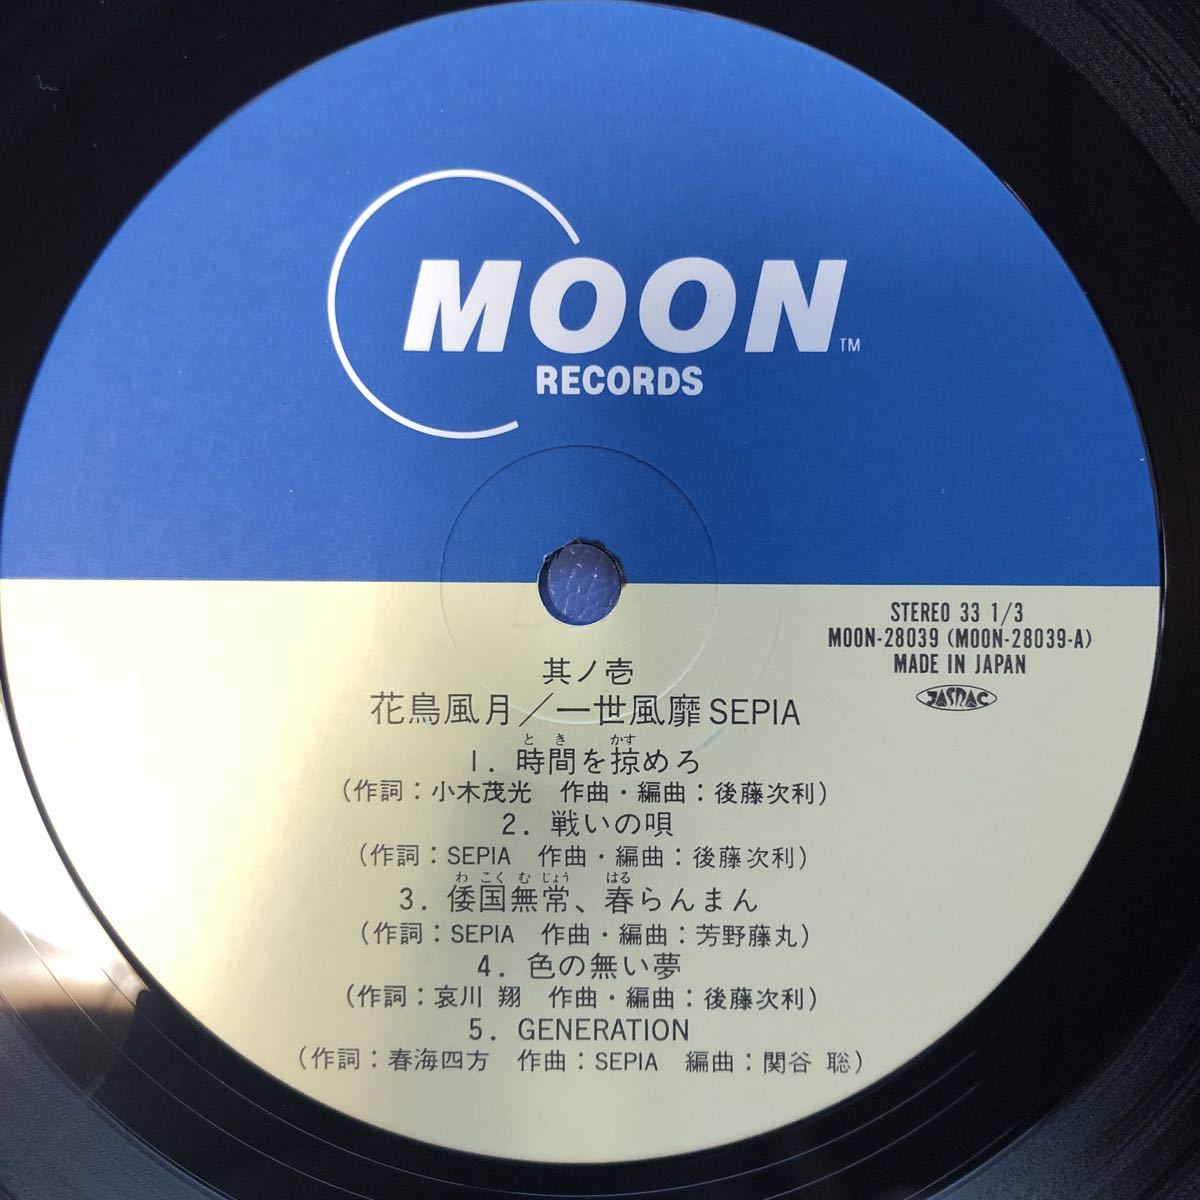 MOON TM
RECORDS
STEREO 33 1/3
MOON-28039 (MOON-28039-A)
MADE IN JAPAN
JASRAC
其ノ壱
花鳥風月／一世風靡SEPIA
とき かす
1. 時間を掠めろ
(作詞：小木茂光 作曲・編曲：後藤次利)
2. 戦いの唄
(作詞：SEPIA 作曲・編曲：後藤次利)
わ こく む じょう はる
3. 倭国無常、春らんまん
(作詞：SEPIA 作曲・編曲：芳野藤丸)
4. 色の無い夢
(作詞：哀川 翔 作曲・編曲：後藤次利)
5. GENERATION
(作詞：春海四方 作曲：SEPIA 編曲：関谷 聡)